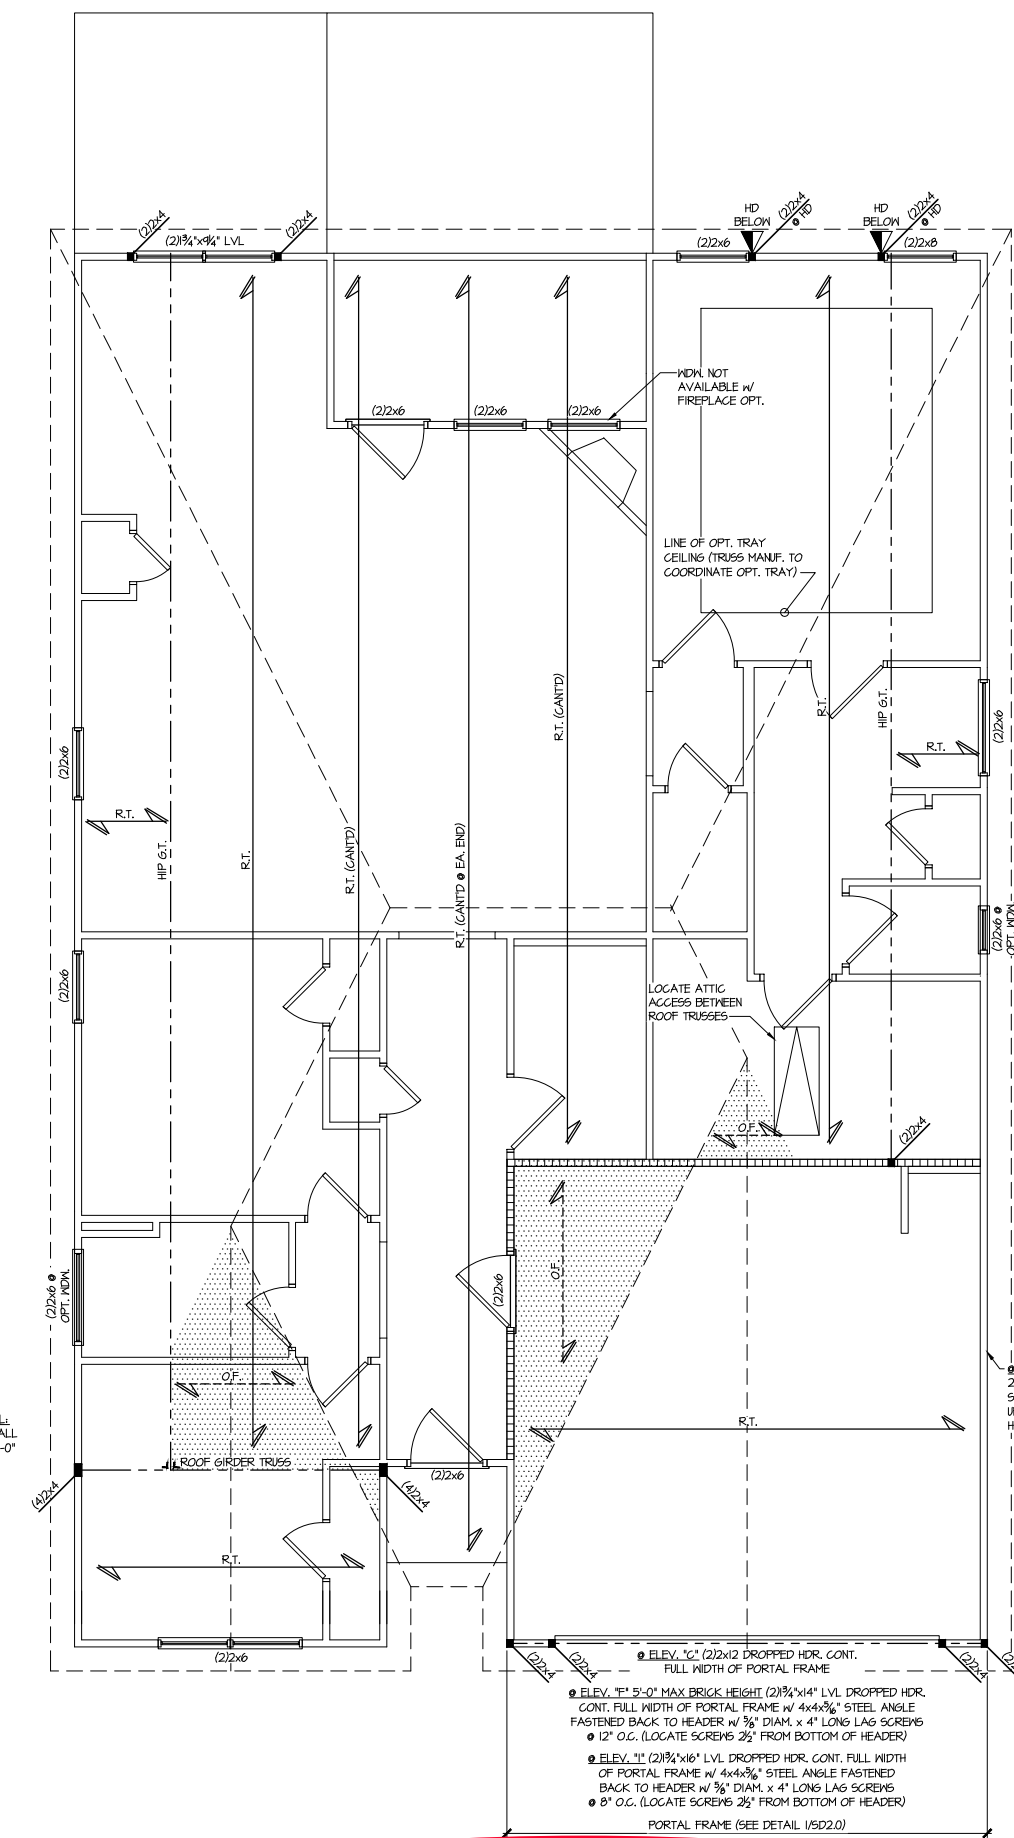 (2)2x4
(2)2x4
(2)1¾"x9¼" LVL
HD
BELOW
(2)2x4
@ HD
HD
BELOW
(2)2x4
@ HD
(2)2x6
(2)2x8
WDW. NOT
AVAILABLE w/
FIREPLACE OPT.
(2)2x6
(2)2x6
(2)2x6
LINE OF OPT. TRAY
CEILING (TRUSS MANUF. TO
COORDINATE OPT. TRAY)
R.T. (CANT'D)
R.T.
HIP G.T.
R.T.
(2)2x6
(2)2x6
R.T.
HIP G.T.
R.T.
R.T. (CANT'D)
R.T. (CANT'D @ EA. END)
(2)2x6 @
OPT. WDW.
(2)2x6
LOCATE ATTIC
ACCESS BETWEEN
ROOF TRUSSES
O.F.
(2)2x4
O.F.
(2)2x6
(2)2x6 @
OPT. WDW.
O.F.
R.T.
L:
ALL
-0"
ROOF GIRDER TRUSS
(4)2x4
(4)2x4
(2)2x6
R.T.
(2)2x6
(2)2x4
(2)2x4
(2)2x4
@ ELEV. "C" (2)2x12 DROPPED HDR. CONT.
FULL WIDTH OF PORTAL FRAME
@ ELEV. "F" 5'-0" MAX BRICK HEIGHT (2)1¾"x14" LVL DROPPED HDR.
CONT. FULL WIDTH OF PORTAL FRAME w/ 4x4x5/16" STEEL ANGLE
FASTENED BACK TO HEADER w/ ⅝" DIAM. x 4" LONG LAG SCREWS
@ 12" O.C. (LOCATE SCREWS 2½" FROM BOTTOM OF HEADER)
@ ELEV. "I" (2)1¾"x16" LVL DROPPED HDR. CONT. FULL WIDTH
OF PORTAL FRAME w/ 4x4x5/16" STEEL ANGLE FASTENED
BACK TO HEADER w/ ⅝" DIAM. x 4" LONG LAG SCREWS
@ 8" O.C. (LOCATE SCREWS 2½" FROM BOTTOM OF HEADER)
PORTAL FRAME (SEE DETAIL 1/SD2.0)